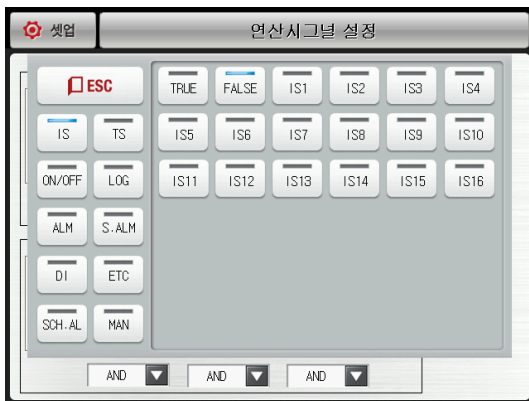 셋업 연산시그널 설정
ESC TRUE FALSE IS1 IS2 IS3 IS4
IS TS IS5 IS6 IS7 IS8 IS9 IS10
ON/OFF LOG IS11 IS12 IS13 IS14 IS15 IS16
ALM S.ALM
DI ETC
SCH.AL MAN
AND AND AND